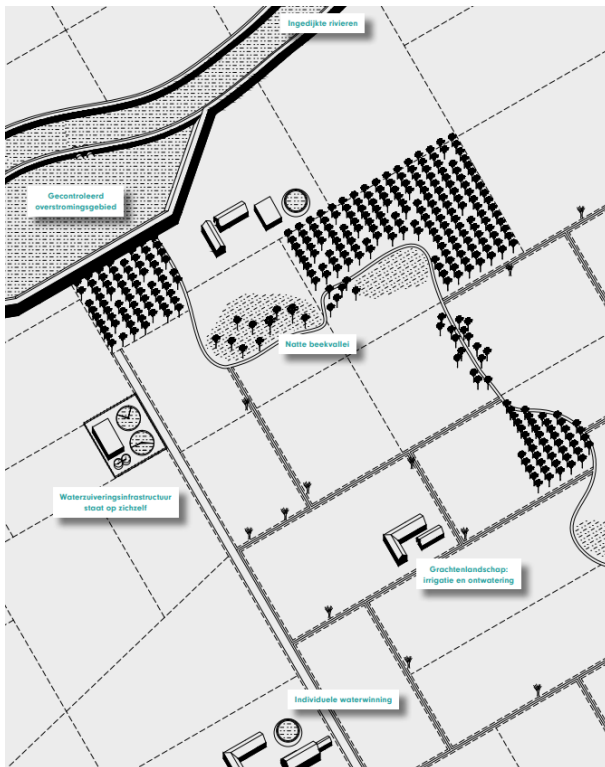 Ingedijkte rivieren
Gecontroleerd
overstromingsgebied
Natte beekvallei
Waterzuiveringsinfrastructuur
staat op zichzelf
Grachtenlandschap:
irrigatie en ontwatering
Individuele waterwinning